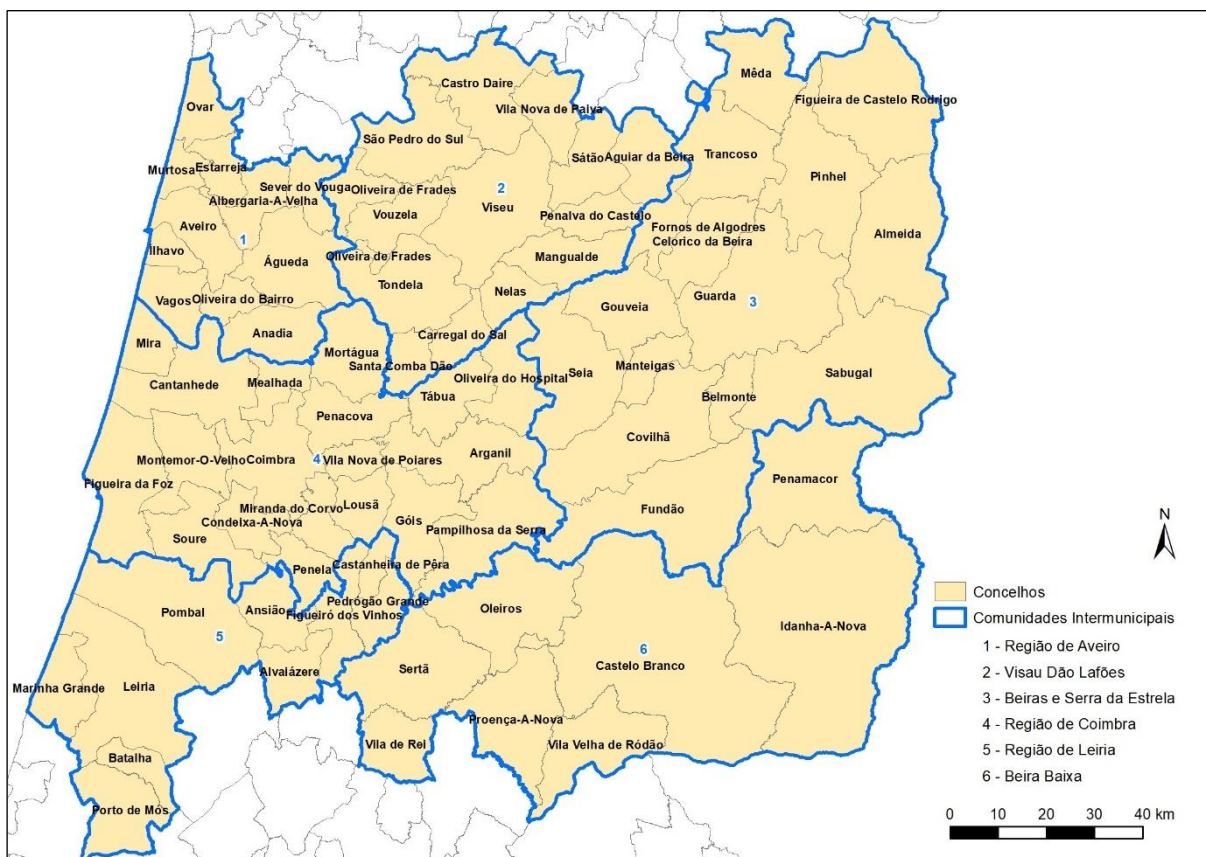 Mêda
Castro Daire
Figueira de Castelo Rodrigo
Ovar
Vila Nova de Paiva
São Pedro do Sul
Trancoso
Sátão
Aguiar da Beira
Murtosa
Estarreja
Pinhel
Sever do Vouga
Oliveira de Frades
2
Albergaria-A-Velha
Viseu
Vouzela
Penalva do Castelo
Aveiro
Fornos de Algodres
Almeida
1
Celorico da Beira
Ílhavo
Oliveira de Frades
Mangualde
Águeda
Tondela
Nelas
Guarda
3
Vagos
Oliveira do Bairro
Gouveia
Anadia
Carregal do Sal
Mira
Mortágua
Santa Comba Dão
Manteigas
Seia
Sabugal
Cantanhede
Mealhada
Oliveira do Hospital
Tábua
Belmonte
Penacova
Covilhã
Arganil
Montemor-O-Velho
Coimbra
4
Vila Nova de Poiares
Penamacor
Figueira da Foz
Miranda do Corvo
Lousã
Fundão
Condeixa-A-Nova
Góis
Pampilhosa da Serra
Soure
Penela
Castanheira de Pêra
Pombal
Ansião
Pedrógão Grande
Figueiró dos Vinhos
Oleiros
5
Idanha-A-Nova
6
Castelo Branco
Alvaiázere
Sertã
Marinha Grande
Leiria
Proença-A-Nova
Vila de Rei
Vila Velha de Ródão
Batalha
Porto de Mós
N
Concelhos
Comunidades Intermunicipais
1 - Região de Aveiro
2 - Visau Dão Lafões
3 - Beiras e Serra da Estrela
4 - Região de Coimbra
5 - Região de Leiria
6 - Beira Baixa
0 10 20 30 40 km